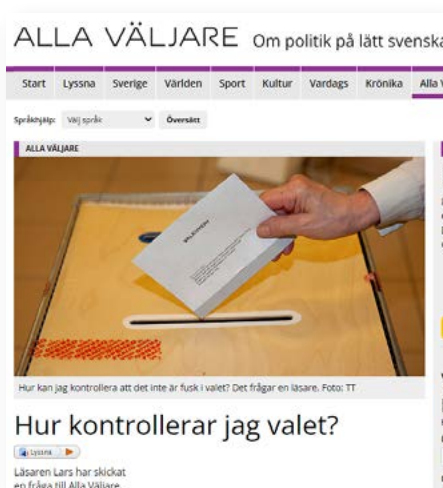 ALLA VÄLJARE Om politik på lätt svenska
Start Lyssna Sverige Världen Sport Kultur Vardags Krönika Alla V
Språkhjälp: Välj språk Översätt
ALLA VÄLJARE
Hur kan jag kontrollera att det inte är fusk i valet? Det frågar en läsare. Foto: TT
Hur kontrollerar jag valet?
Lyssna
Läsaren Lars har skickat
en fråga till Alla Väljare.